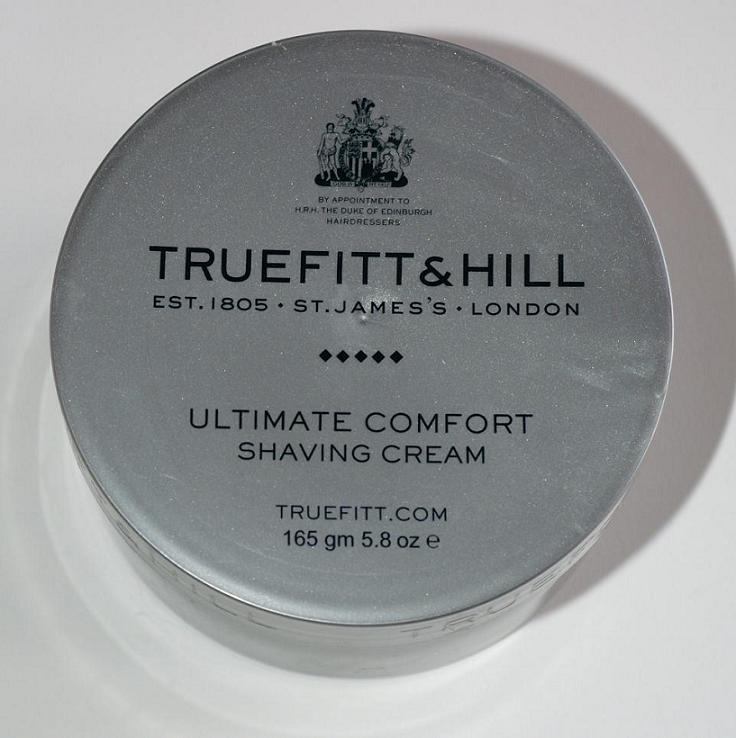 BY APPOINTMENT TO
H.R.H. THE DUKE OF EDINBURGH
HAIRDRESSERS
TRUEFITT & HILL
EST. 1805 · ST. JAMES'S · LONDON
ULTIMATE COMFORT
SHAVING CREAM
TRUEFITT.COM
165 gm 5.8 oz ℮